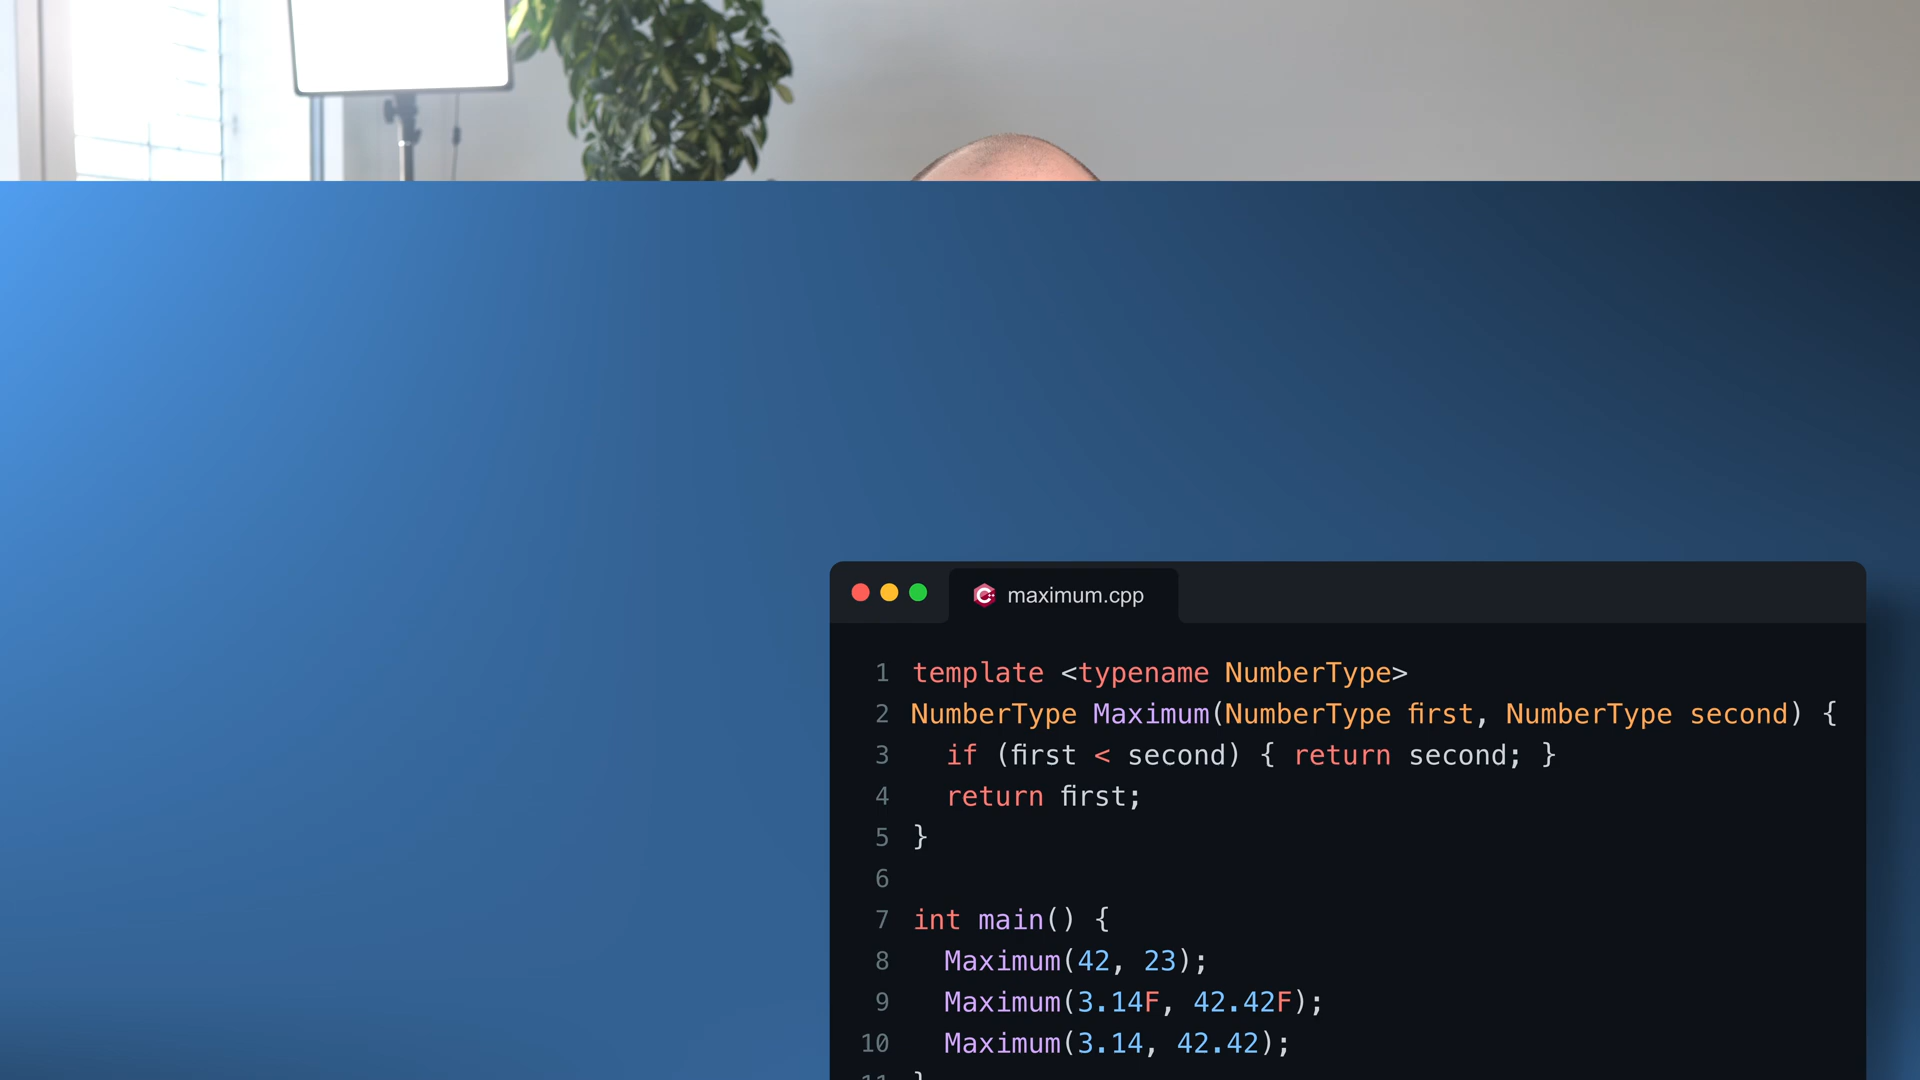 maximum.cpp
1 template <typename NumberType>
2 NumberType Maximum(NumberType first, NumberType second) {
3   if (first < second) { return second; }
4   return first;
5 }
6
7 int main() {
8   Maximum(42, 23);
9   Maximum(3.14F, 42.42F);
10   Maximum(3.14, 42.42);
11 }